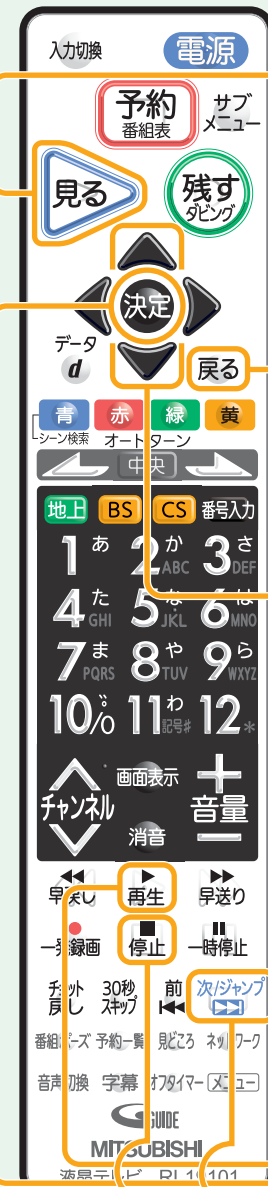 入力切換 電源
予約 サブ
番組表 メニュー
見る 残す
ダビング
決定
データ
d 戻る
青 赤 緑 黄
シーン検索 オートターン
中央
地上 BS CS 番号入力
1 あ 2 か ABC 3 さ DEF
4 た GHI 5 な JKL 6 は MNO
7 ま PQRS 8 や TUV 9 ら WXYZ
10/0 11 わ 記号# 12 *
画面表示 +
チャンネル 音量
消音 −
早戻し 再生 早送り
一発録画 停止 一時停止
チョット 30秒 前 次/ジャンプ
戻し スキップ
番組ポーズ 予約一覧 見どころ ネットワーク
音声切換 字幕 オフタイマー メニュー
G GUIDE
MITSUBISHI
液晶テレビ RL19101